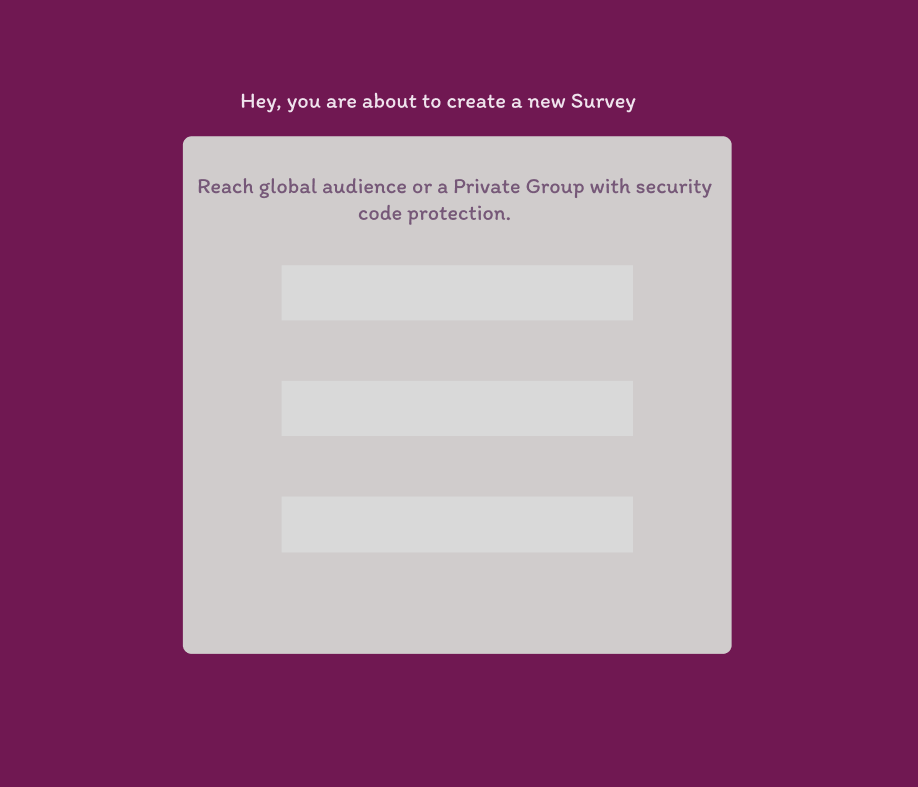 Hey, you are about to create a new Survey
Reach global audience or a Private Group with security
code protection.